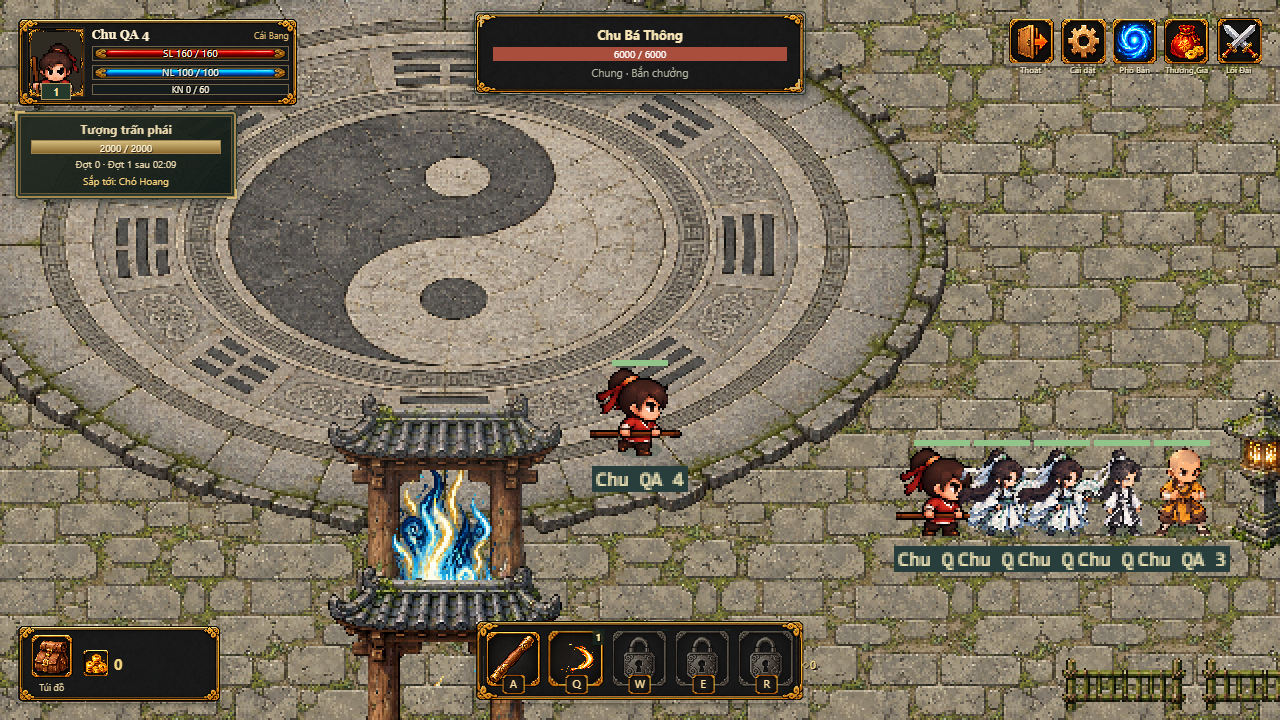 Chu QA 4
Cái Bang
SL 160 / 160
NL 100 / 100
KN 0 / 60
1
Chu Bá Thông
6000 / 6000
Chung · Bắn chưởng
Thoát
Cài đặt
Phó Bản
Thương Gia
Lôi Đài
Tượng trấn phái
2000 / 2000
Đợt 0 · Đợt 1 sau 02:09
Sắp tới: Chó Hoang
Chu QA 4
Chu Q Chu Q Chu Q Chu Q Chu QA 3
0
Túi đồ
1
A
Q
W
E
R
0